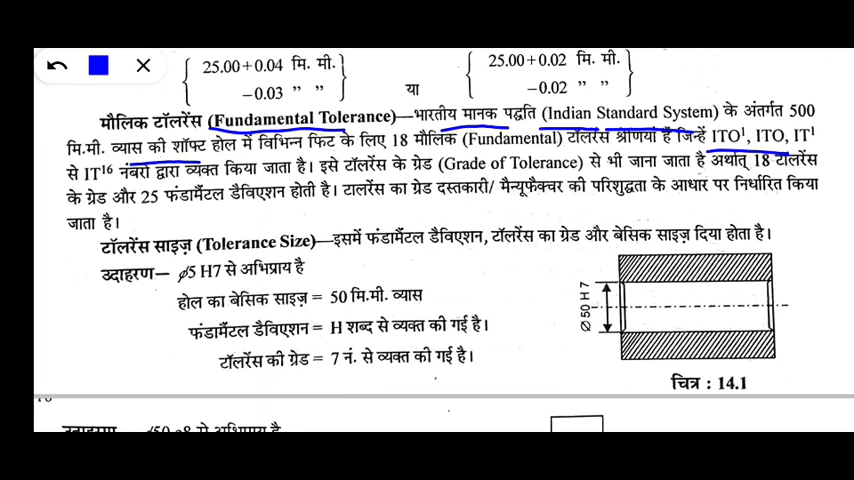 25.00+0.04 मि. मी. 25.00+0.02 मि. मी.
−0.03 ” ” या −0.02 ” ”
मौलिक टॉलरेंस (Fundamental Tolerance)—भारतीय मानक पद्वति (Indian Standard System) के अंतर्गत 500
मि.मी. व्यास की शॉफ्ट होल में विभिन्न फिट के लिए 18 मौलिक (Fundamental) टॉलरेंस श्रेणियां हैं जिन्हें ITO¹, ITO, IT¹
से IT¹⁶ नंबरों द्वारा व्यक्त किया जाता है। इसे टॉलरेंस के ग्रेड (Grade of Tolerance) से भी जाना जाता है अर्थात् 18 टॉलरेंस
के ग्रेड और 25 फंडामैंटल डैविएशन होती है। टालरेंस का ग्रेड दस्तकारी/ मैन्यूफैक्चर की परिशुद्धता के आधार पर निर्धारित किया
जाता है।
टॉलरेंस साइज़ (Tolerance Size)—इसमें फंडामैंटल डैविएशन, टॉलरेंस का ग्रेड और बेसिक साइज़ दिया होता है।
उदाहरण— ⌀5 H7 से अभिप्राय है
होल का बेसिक साइज़ = 50 मि.मी. व्यास
फंडामैंटल डैविएशन = H शब्द से व्यक्त की गई है।
टॉलरेंस की ग्रेड = 7 नं. से व्यक्त की गई है।
⌀ 50 H 7
चित्र : 14.1